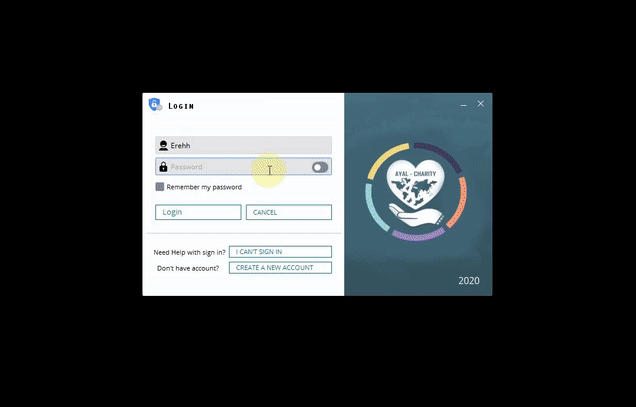 Login
Erehh
Password
Remember my password
Login
CANCEL
Need Help with sign in?
I CAN'T SIGN IN
Don't have account?
CREATE A NEW ACCOUNT
AYAL - CHARITY
2020